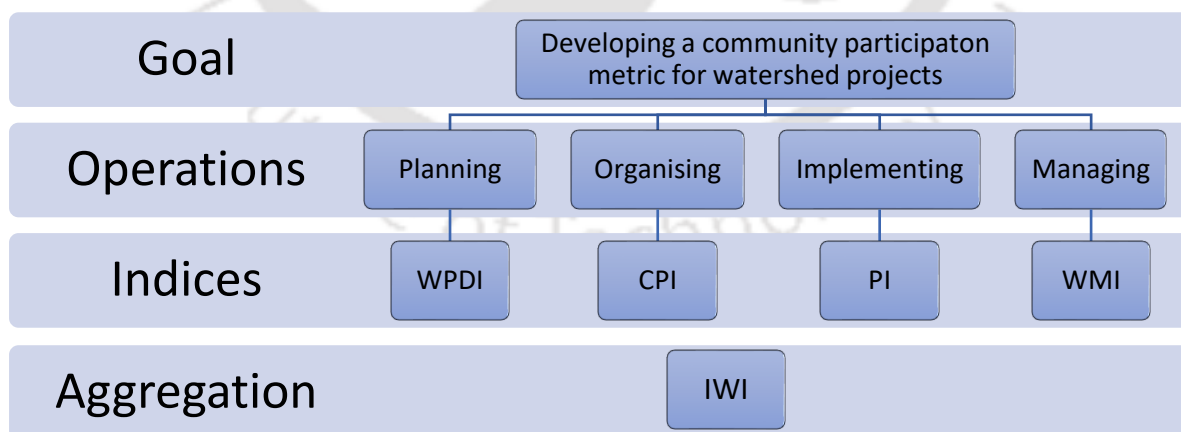 Goal
Developing a community participaton
metric for watershed projects
Operations
Planning
Organising
Implementing
Managing
Indices
WPDI
CPI
PI
WMI
Aggregation
IWI